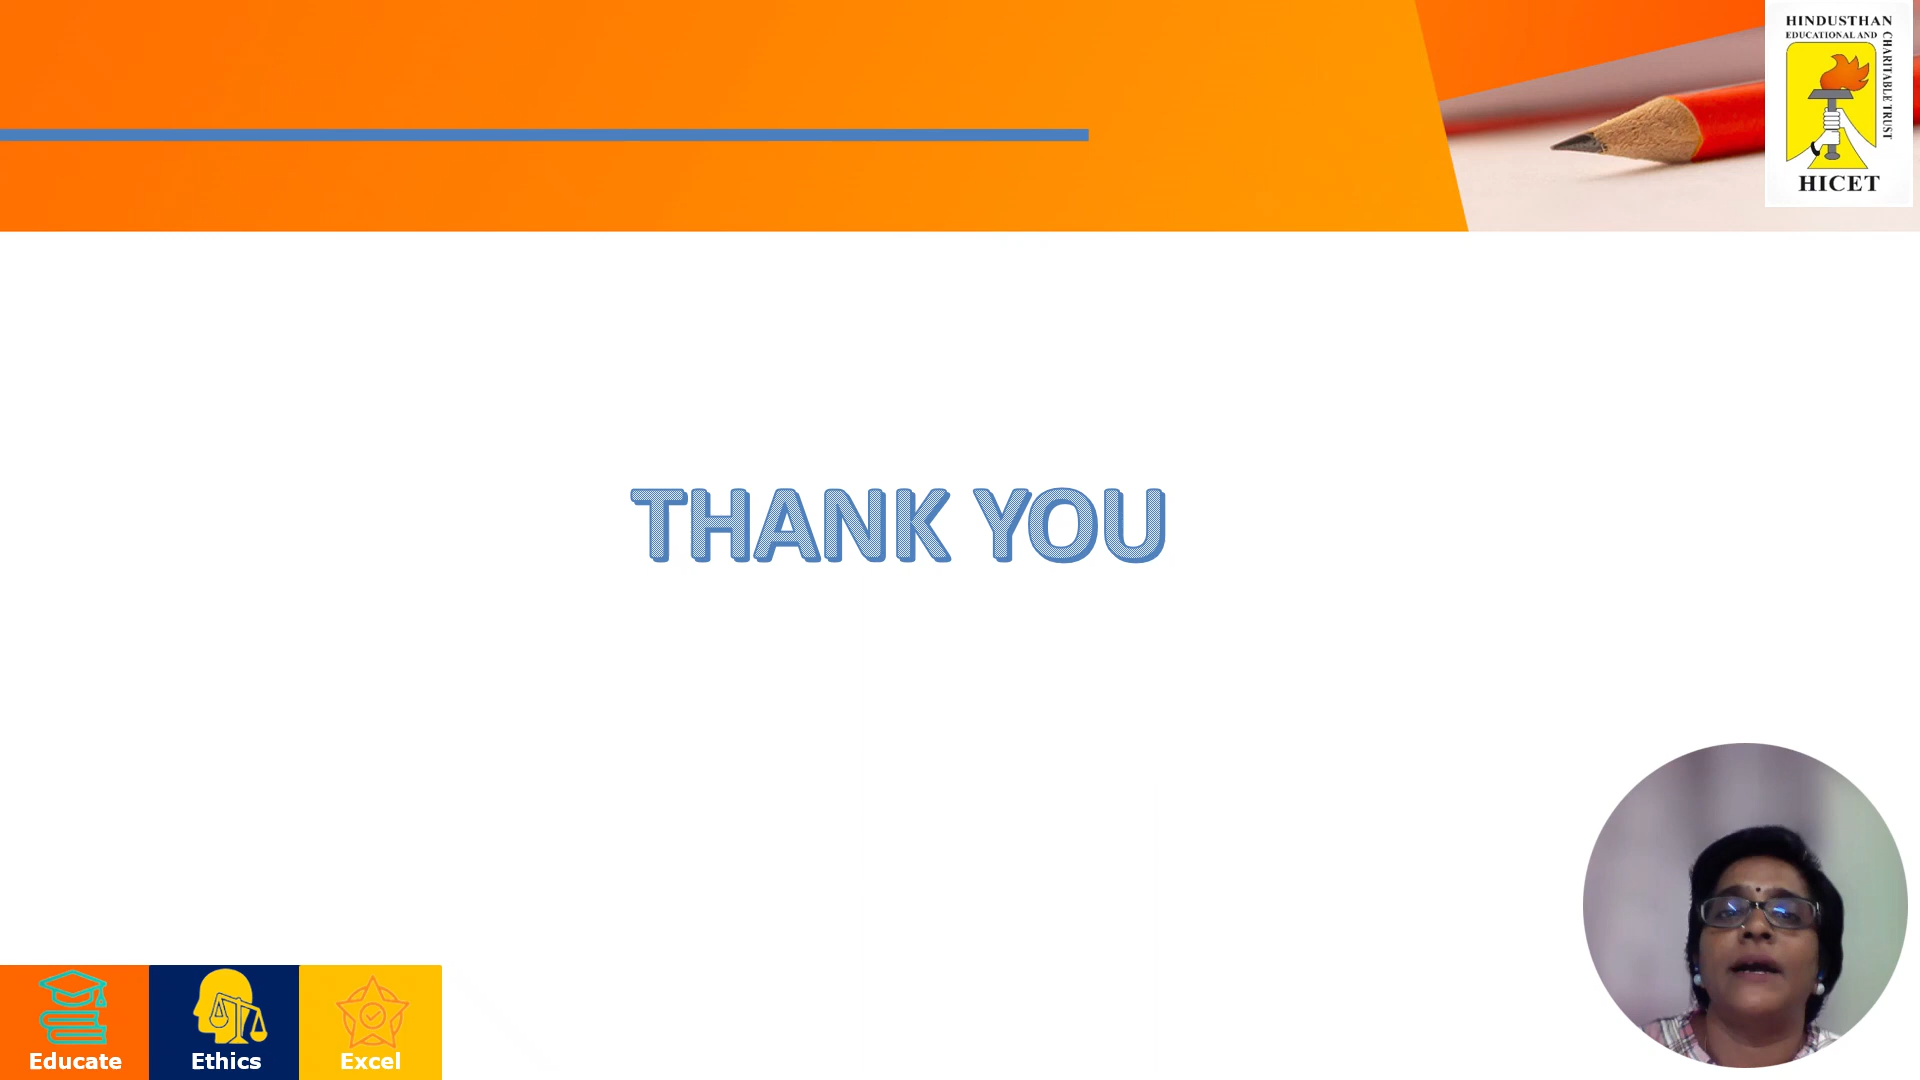 HINDUSTHAN
EDUCATIONAL AND
CHARITABLE TRUST
HICET
THANK YOU
Educate
Ethics
Excel